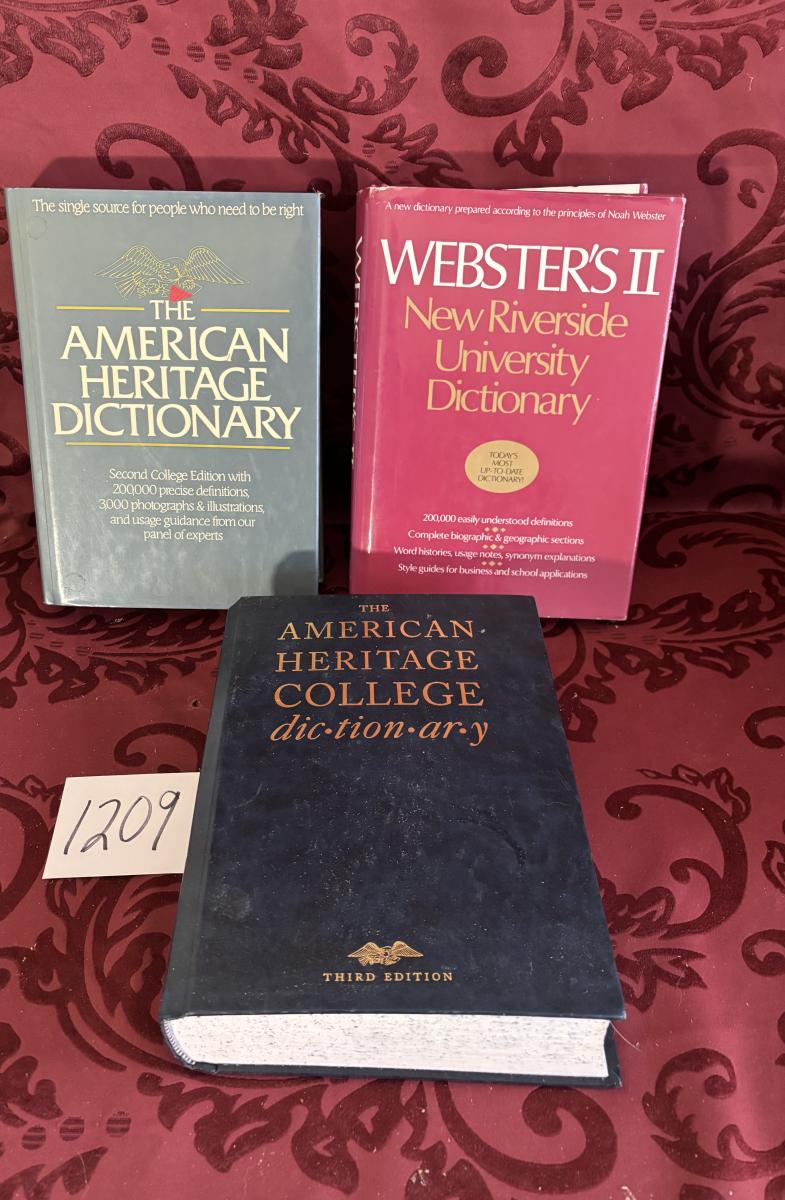 The single source for people who need to be right
THE
AMERICAN
HERITAGE
DICTIONARY
Second College Edition with
200,000 precise definitions,
3,000 photographs & illustrations,
and usage guidance from our
panel of experts
A new dictionary prepared according to the principles of Noah Webster
WEBSTER'S II
New Riverside
University
Dictionary
TODAY'S
MOST
UP-TO-DATE
DICTIONARY!
200,000 easily understood definitions
Complete biographic & geographic sections
Word histories, usage notes, synonym explanations
Style guides for business and school applications
THE
AMERICAN
HERITAGE
COLLEGE
dic•tion•ar•y
THIRD EDITION
1209